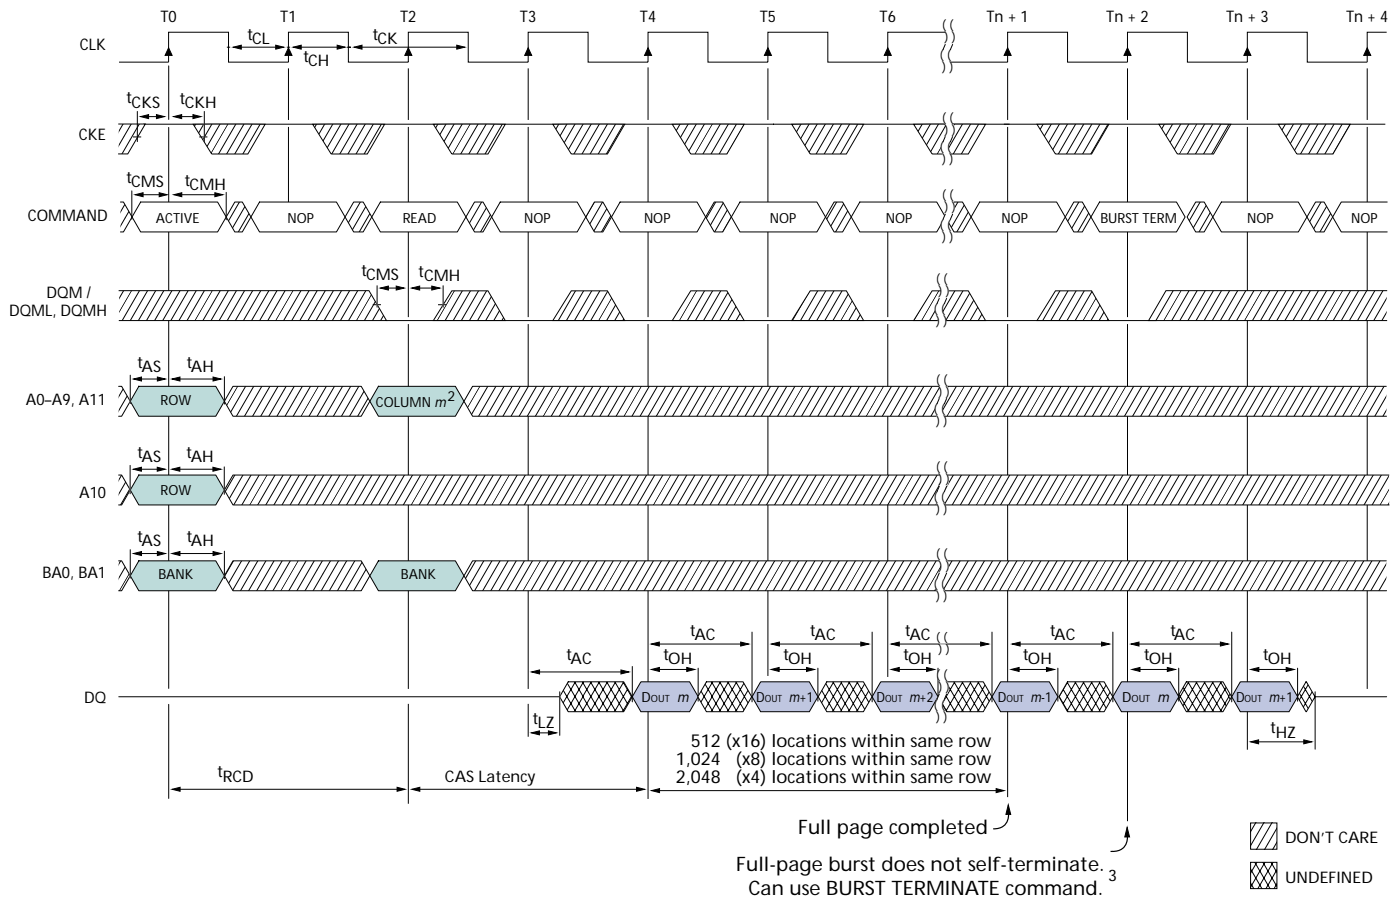 T0 T1 T2 T3 T4 T5 T6 Tn + 1 Tn + 2 Tn + 3 Tn + 4
CLK tCL tCH tCK
tCKS tCKH
CKE
tCMS tCMH
COMMAND ACTIVE NOP READ NOP NOP NOP NOP NOP BURST TERM NOP NOP
tCMS tCMH
DQM /
DQML, DQMH
tAS tAH
A0–A9, A11 ROW COLUMN m2
tAS tAH
A10 ROW
tAS tAH
BA0, BA1 BANK BANK
tAC tAC tAC tAC tAC tAC
tOH tOH tOH tOH tOH tOH
DQ DOUT m DOUT m+1 DOUT m+2 DOUT m-1 DOUT m DOUT m+1
tLZ tHZ
512 (x16) locations within same row
1,024 (x8) locations within same row
2,048 (x4) locations within same row
tRCD CAS Latency
Full page completed
Full-page burst does not self-terminate. 3
Can use BURST TERMINATE command.
DON'T CARE
UNDEFINED